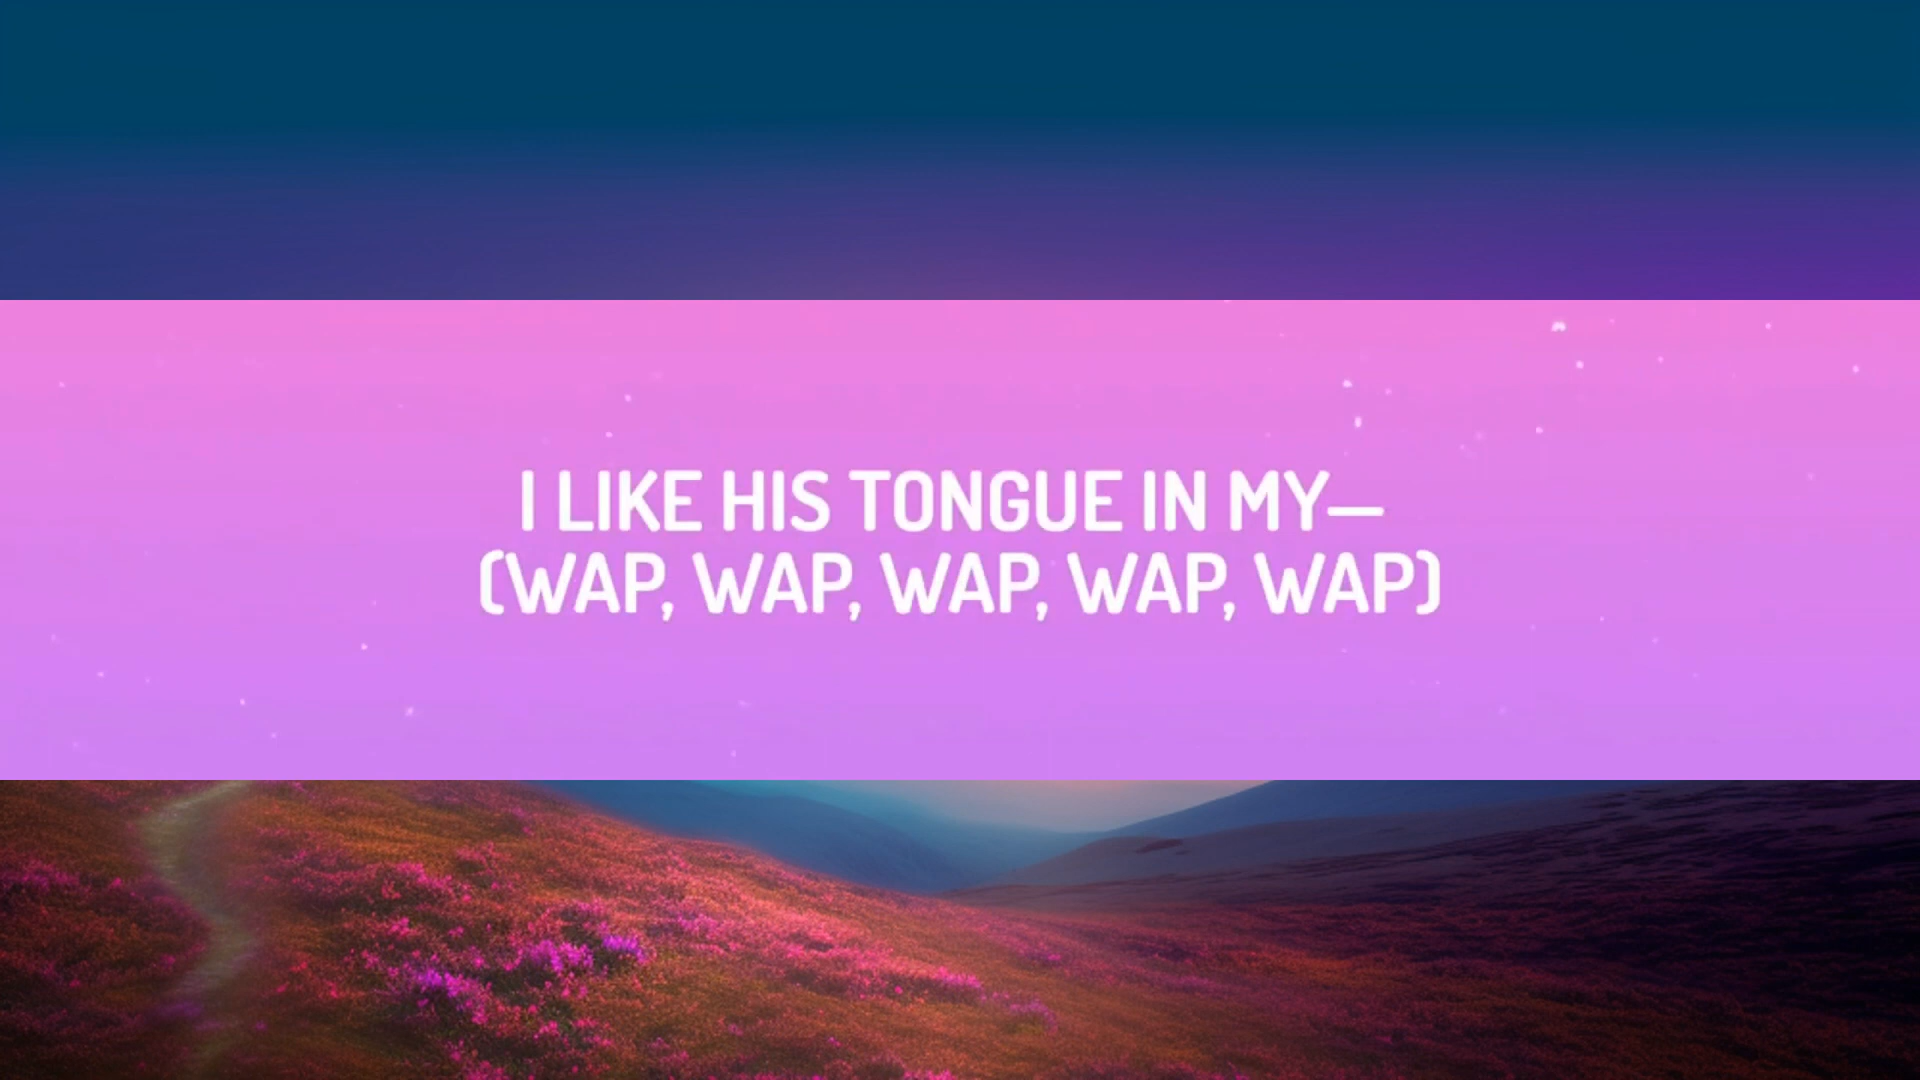 I LIKE HIS TONGUE IN MY—
(WAP, WAP, WAP, WAP, WAP)